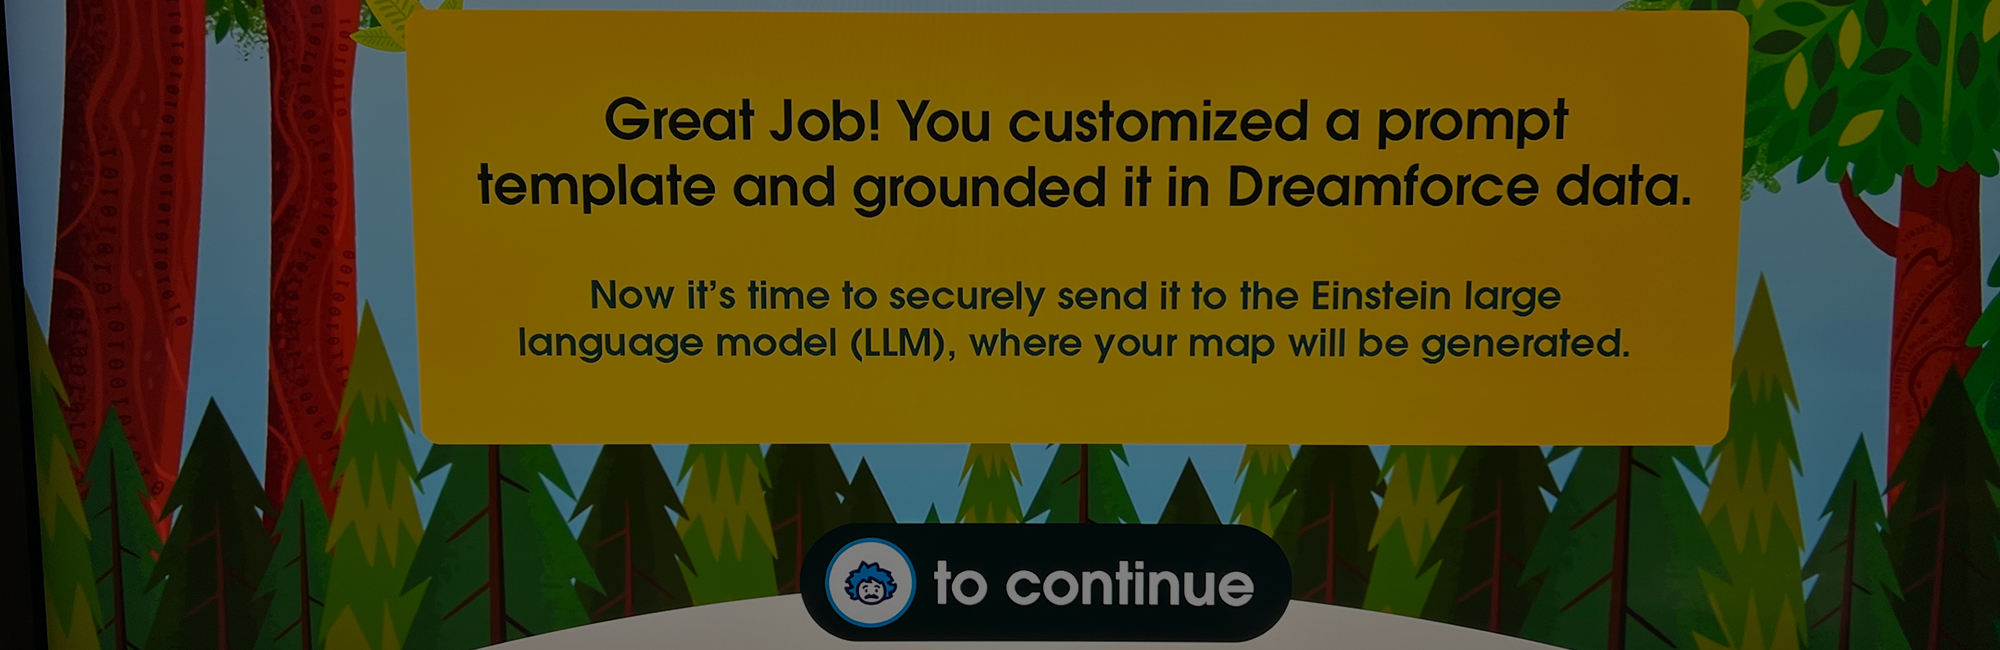 Great Job! You customized a prompt
template and grounded it in Dreamforce data.
Now it's time to securely send it to the Einstein large
language model (LLM), where your map will be generated.
to continue